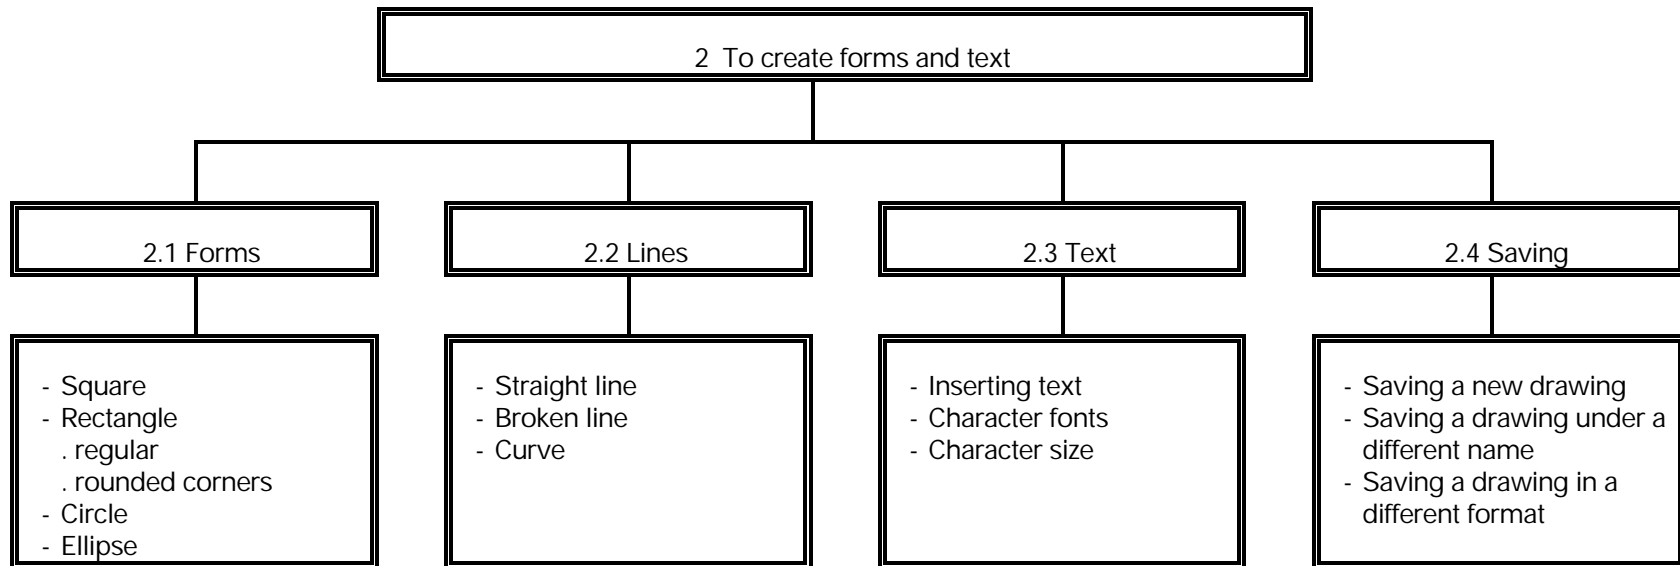 2 To create forms and text
2.1 Forms
2.2 Lines
2.3 Text
2.4 Saving
- Square
- Rectangle
. regular
. rounded corners
- Circle
- Ellipse
- Straight line
- Broken line
- Curve
- Inserting text
- Character fonts
- Character size
- Saving a new drawing
- Saving a drawing under a
different name
- Saving a drawing in a
different format